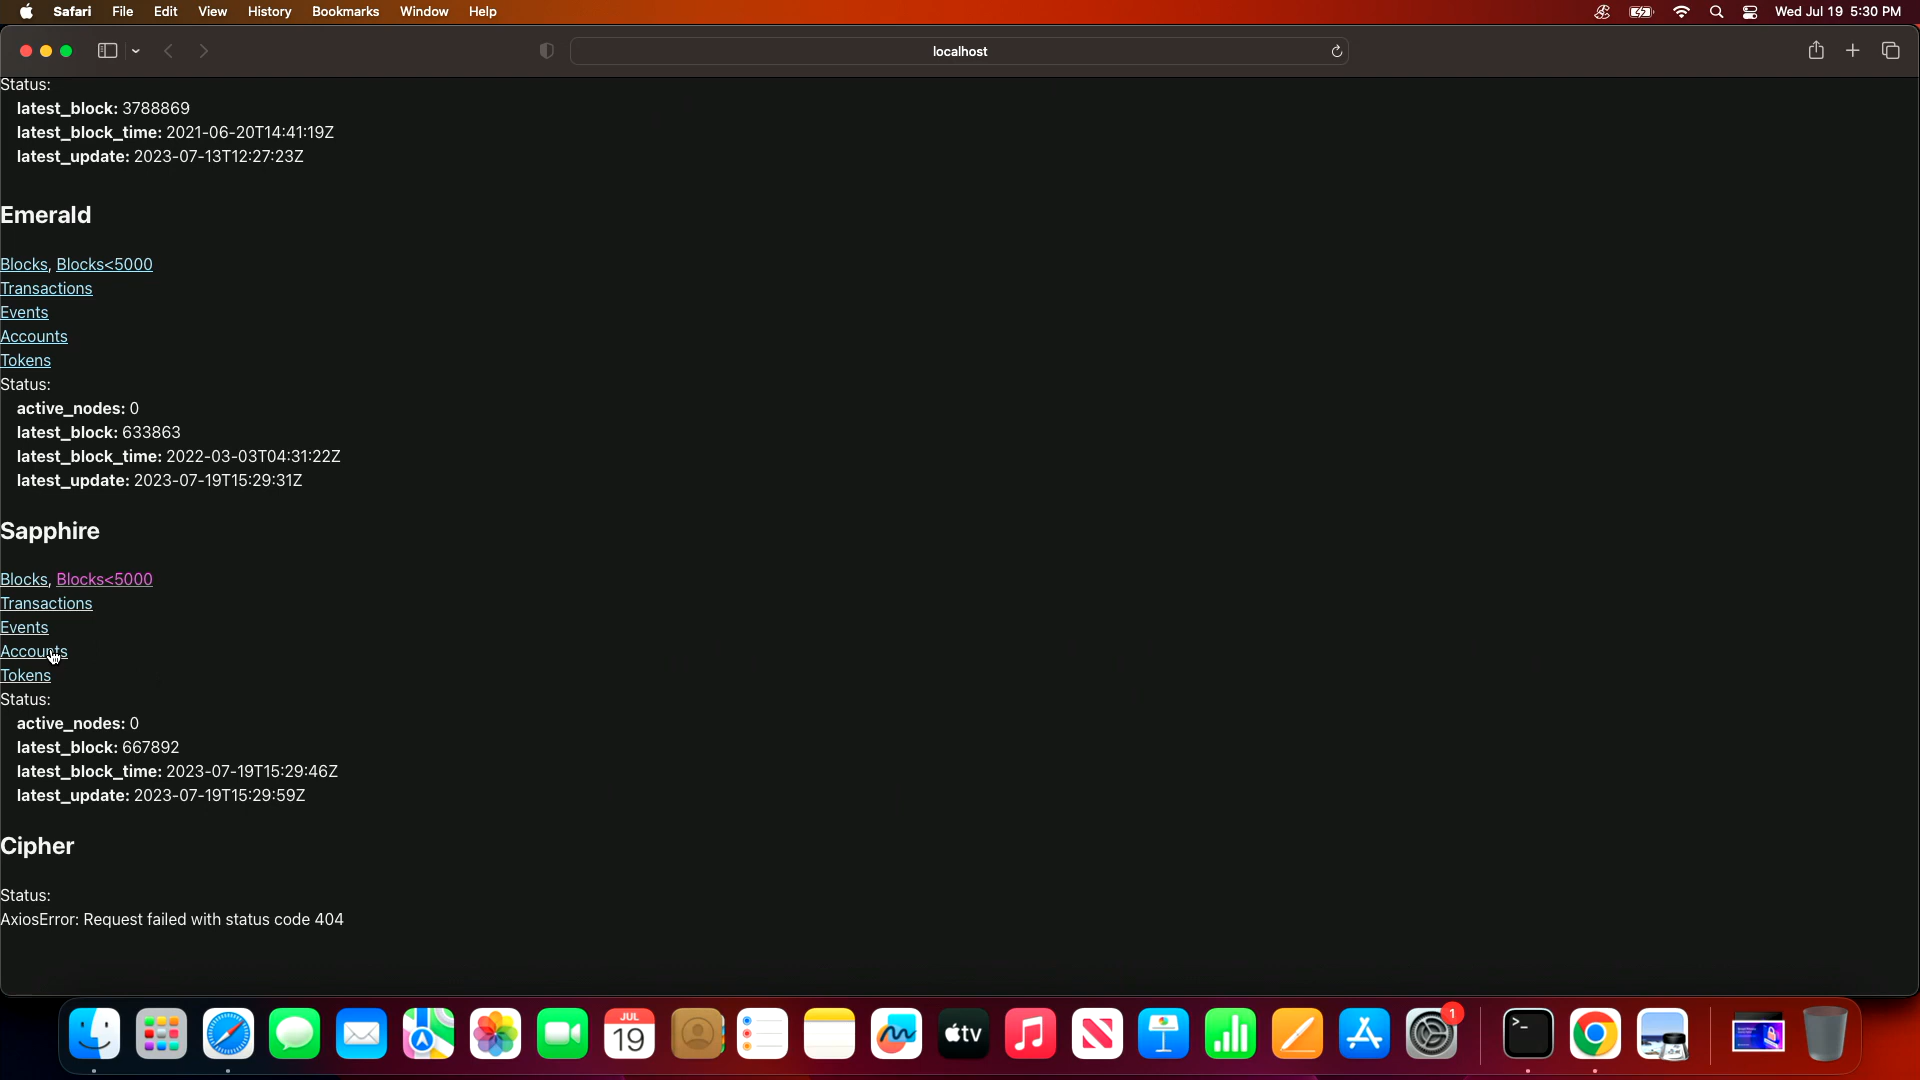 Safari File Edit View History Bookmarks Window Help Wed Jul 19 5:30 PM
localhost
Status:
latest_block: 3788869
latest_block_time: 2021-06-20T14:41:19Z
latest_update: 2023-07-13T12:27:23Z
Emerald
Blocks, Blocks<5000
Transactions
Events
Accounts
Tokens
Status:
active_nodes: 0
latest_block: 633863
latest_block_time: 2022-03-03T04:31:22Z
latest_update: 2023-07-19T15:29:31Z
Sapphire
Blocks, Blocks<5000
Transactions
Events
Accounts
Tokens
Status:
active_nodes: 0
latest_block: 667892
latest_block_time: 2023-07-19T15:29:46Z
latest_update: 2023-07-19T15:29:59Z
Cipher
Status:
AxiosError: Request failed with status code 404
JUL
19
tv
1